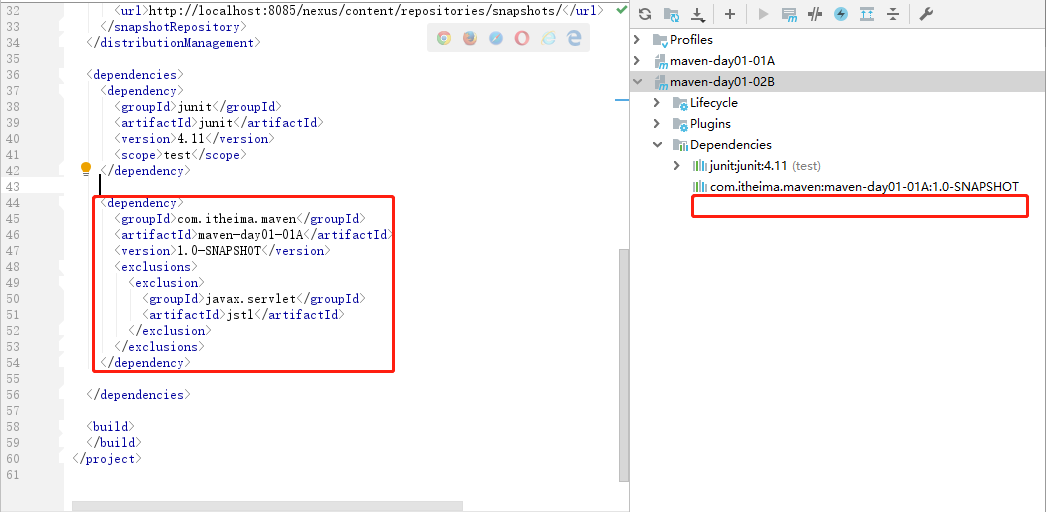 32 <url>http://localhost:8085/nexus/content/repositories/snapshots/</url>
33 </snapshotRepository>
34 </distributionManagement>
35
36 <dependencies>
37 <dependency>
38 <groupId>junit</groupId>
39 <artifactId>junit</artifactId>
40 <version>4.11</version>
41 <scope>test</scope>
42 </dependency>
43
44 <dependency>
45 <groupId>com.itheima.maven</groupId>
46 <artifactId>maven-day01-01A</artifactId>
47 <version>1.0-SNAPSHOT</version>
48 <exclusions>
49 <exclusion>
50 <groupId>javax.servlet</groupId>
51 <artifactId>jstl</artifactId>
52 </exclusion>
53 </exclusions>
54 </dependency>
55
56 </dependencies>
57
58 <build>
59 </build>
60 </project>
61
Profiles
maven-day01-01A
maven-day01-02B
Lifecycle
Plugins
Dependencies
junit:junit:4.11 (test)
com.itheima.maven:maven-day01-01A:1.0-SNAPSHOT